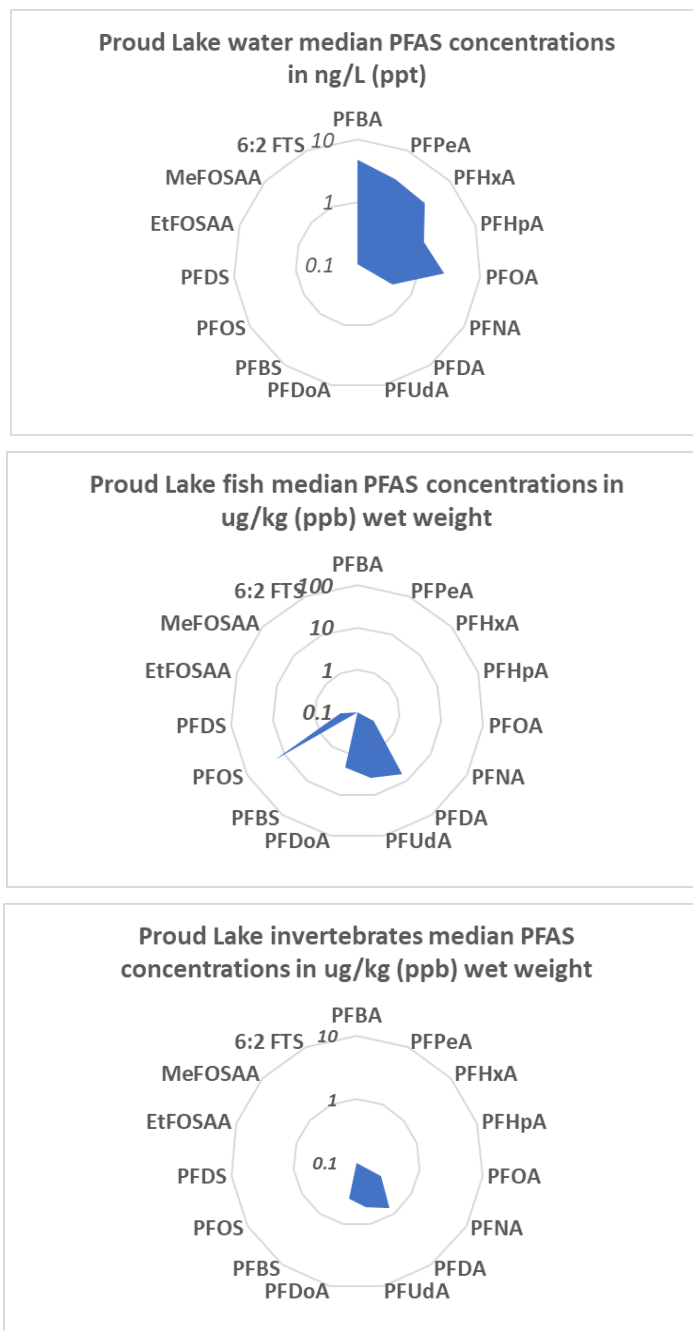 Proud Lake water median PFAS concentrations
in ng/L (ppt)
PFBA
6:2 FTS 10 PFPeA
MeFOSAA PFHxA
1
EtFOSAA PFHpA
0.1
PFDS PFOA
PFOS PFNA
PFBS PFDA
PFDoA PFUdA
Proud Lake fish median PFAS concentrations in
ug/kg (ppb) wet weight
PFBA
6:2 FTS 100 PFPeA
MeFOSAA 10 PFHxA
EtFOSAA 1 PFHpA
0.1
PFDS PFOA
PFOS PFNA
PFBS PFDA
PFDoA PFUdA
Proud Lake invertebrates median PFAS
concentrations in ug/kg (ppb) wet weight
PFBA
6:2 FTS 10 PFPeA
MeFOSAA PFHxA
1
EtFOSAA PFHpA
0.1
PFDS PFOA
PFOS PFNA
PFBS PFDA
PFDoA PFUdA